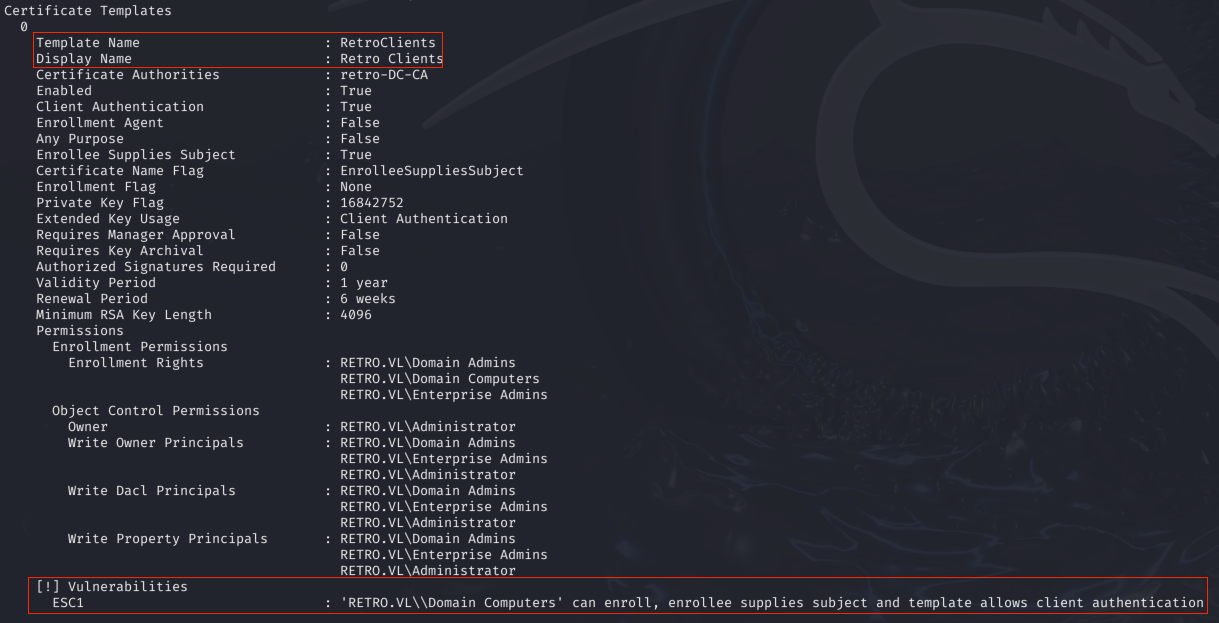 Certificate Templates
0
Template Name : RetroClients
Display Name : Retro Clients
Certificate Authorities : retro-DC-CA
Enabled : True
Client Authentication : True
Enrollment Agent : False
Any Purpose : False
Enrollee Supplies Subject : True
Certificate Name Flag : EnrolleeSuppliesSubject
Enrollment Flag : None
Private Key Flag : 16842752
Extended Key Usage : Client Authentication
Requires Manager Approval : False
Requires Key Archival : False
Authorized Signatures Required : 0
Validity Period : 1 year
Renewal Period : 6 weeks
Minimum RSA Key Length : 4096
Permissions
Enrollment Permissions
Enrollment Rights : RETRO.VL\Domain Admins
RETRO.VL\Domain Computers
RETRO.VL\Enterprise Admins
Object Control Permissions
Owner : RETRO.VL\Administrator
Write Owner Principals : RETRO.VL\Domain Admins
RETRO.VL\Enterprise Admins
RETRO.VL\Administrator
Write Dacl Principals : RETRO.VL\Domain Admins
RETRO.VL\Enterprise Admins
RETRO.VL\Administrator
Write Property Principals : RETRO.VL\Domain Admins
RETRO.VL\Enterprise Admins
RETRO.VL\Administrator
[!] Vulnerabilities
ESC1 : 'RETRO.VL\\Domain Computers' can enroll, enrollee supplies subject and template allows client authentication